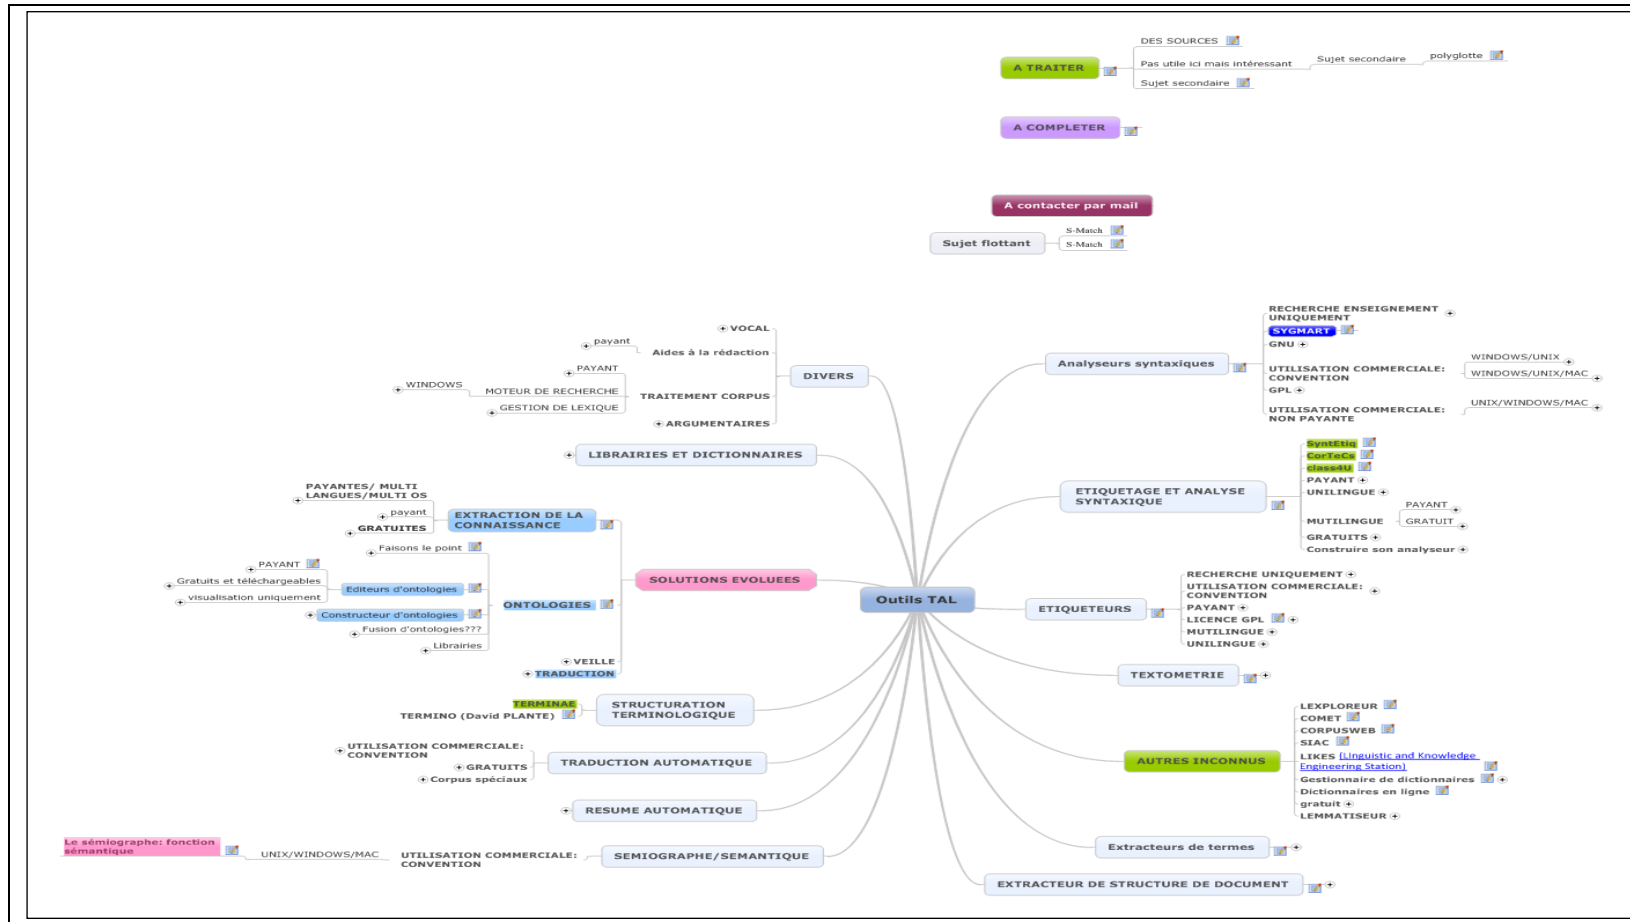 DES SOURCES
A TRAITER
Pas utile ici mais intéressant
Sujet secondaire
polyglotte
Sujet secondaire
A COMPLETER
A contacter par mail
Sujet flottant
S-Match
S-Match
VOCAL
payant
Aides à la rédaction
PAYANT
WINDOWS
MOTEUR DE RECHERCHE
TRAITEMENT CORPUS
GESTION DE LEXIQUE
ARGUMENTAIRES
DIVERS
LIBRAIRIES ET DICTIONNAIRES
PAYANTES/ MULTI
LANGUES/MULTI OS
payant
GRATUITES
EXTRACTION DE LA
CONNAISSANCE
Faisons le point
PAYANT
Gratuits et téléchargeables
visualisation uniquement
Editeurs d'ontologies
Constructeur d'ontologies
Fusion d'ontologies???
Librairies
ONTOLOGIES
VEILLE
TRADUCTION
SOLUTIONS EVOLUEES
Outils TAL
TERMINAE
TERMINO (David PLANTE)
STRUCTURATION
TERMINOLOGIQUE
UTILISATION COMMERCIALE:
CONVENTION
GRATUITS
Corpus spéciaux
TRADUCTION AUTOMATIQUE
RESUME AUTOMATIQUE
Le sémiographe: fonction
sémantique
UNIX/WINDOWS/MAC
UTILISATION COMMERCIALE:
CONVENTION
SEMIOGRAPHE/SEMANTIQUE
Analyseurs syntaxiques
RECHERCHE ENSEIGNEMENT
UNIQUEMENT
SYGMART
GNU
UTILISATION COMMERCIALE:
CONVENTION
WINDOWS/UNIX
WINDOWS/UNIX/MAC
GPL
UTILISATION COMMERCIALE:
NON PAYANTE
UNIX/WINDOWS/MAC
ETIQUETAGE ET ANALYSE
SYNTAXIQUE
SyntEtiq
CorTeCs
class4U
PAYANT
UNILINGUE
MUTILINGUE
PAYANT
GRATUIT
GRATUITS
Construire son analyseur
ETIQUETEURS
RECHERCHE UNIQUEMENT
UTILISATION COMMERCIALE:
CONVENTION
PAYANT
LICENCE GPL
MUTILINGUE
UNILINGUE
TEXTOMETRIE
AUTRES INCONNUS
LEXPLOREUR
COMET
CORPUSWEB
SIAC
LIKES (Linguistic and Knowledge
Engineering Station)
Gestionnaire de dictionnaires
Dictionnaires en ligne
gratuit
LEMMATISEUR
Extracteurs de termes
EXTRACTEUR DE STRUCTURE DE DOCUMENT